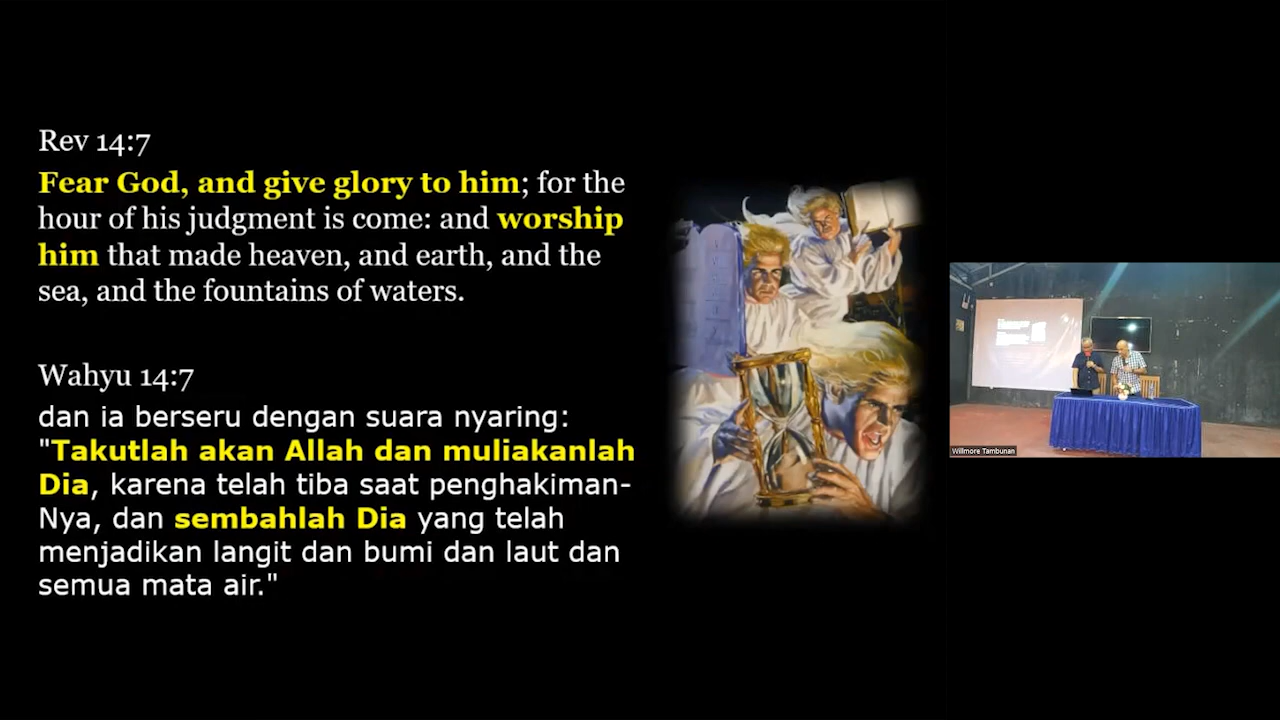 Rev 14:7
Fear God, and give glory to him; for the
hour of his judgment is come: and worship
him that made heaven, and earth, and the
sea, and the fountains of waters.
Wahyu 14:7
dan ia berseru dengan suara nyaring:
"Takutlah akan Allah dan muliakanlah
Dia, karena telah tiba saat penghakiman-
Nya, dan sembahlah Dia yang telah
menjadikan langit dan bumi dan laut dan
semua mata air."
Willmore Tambunan